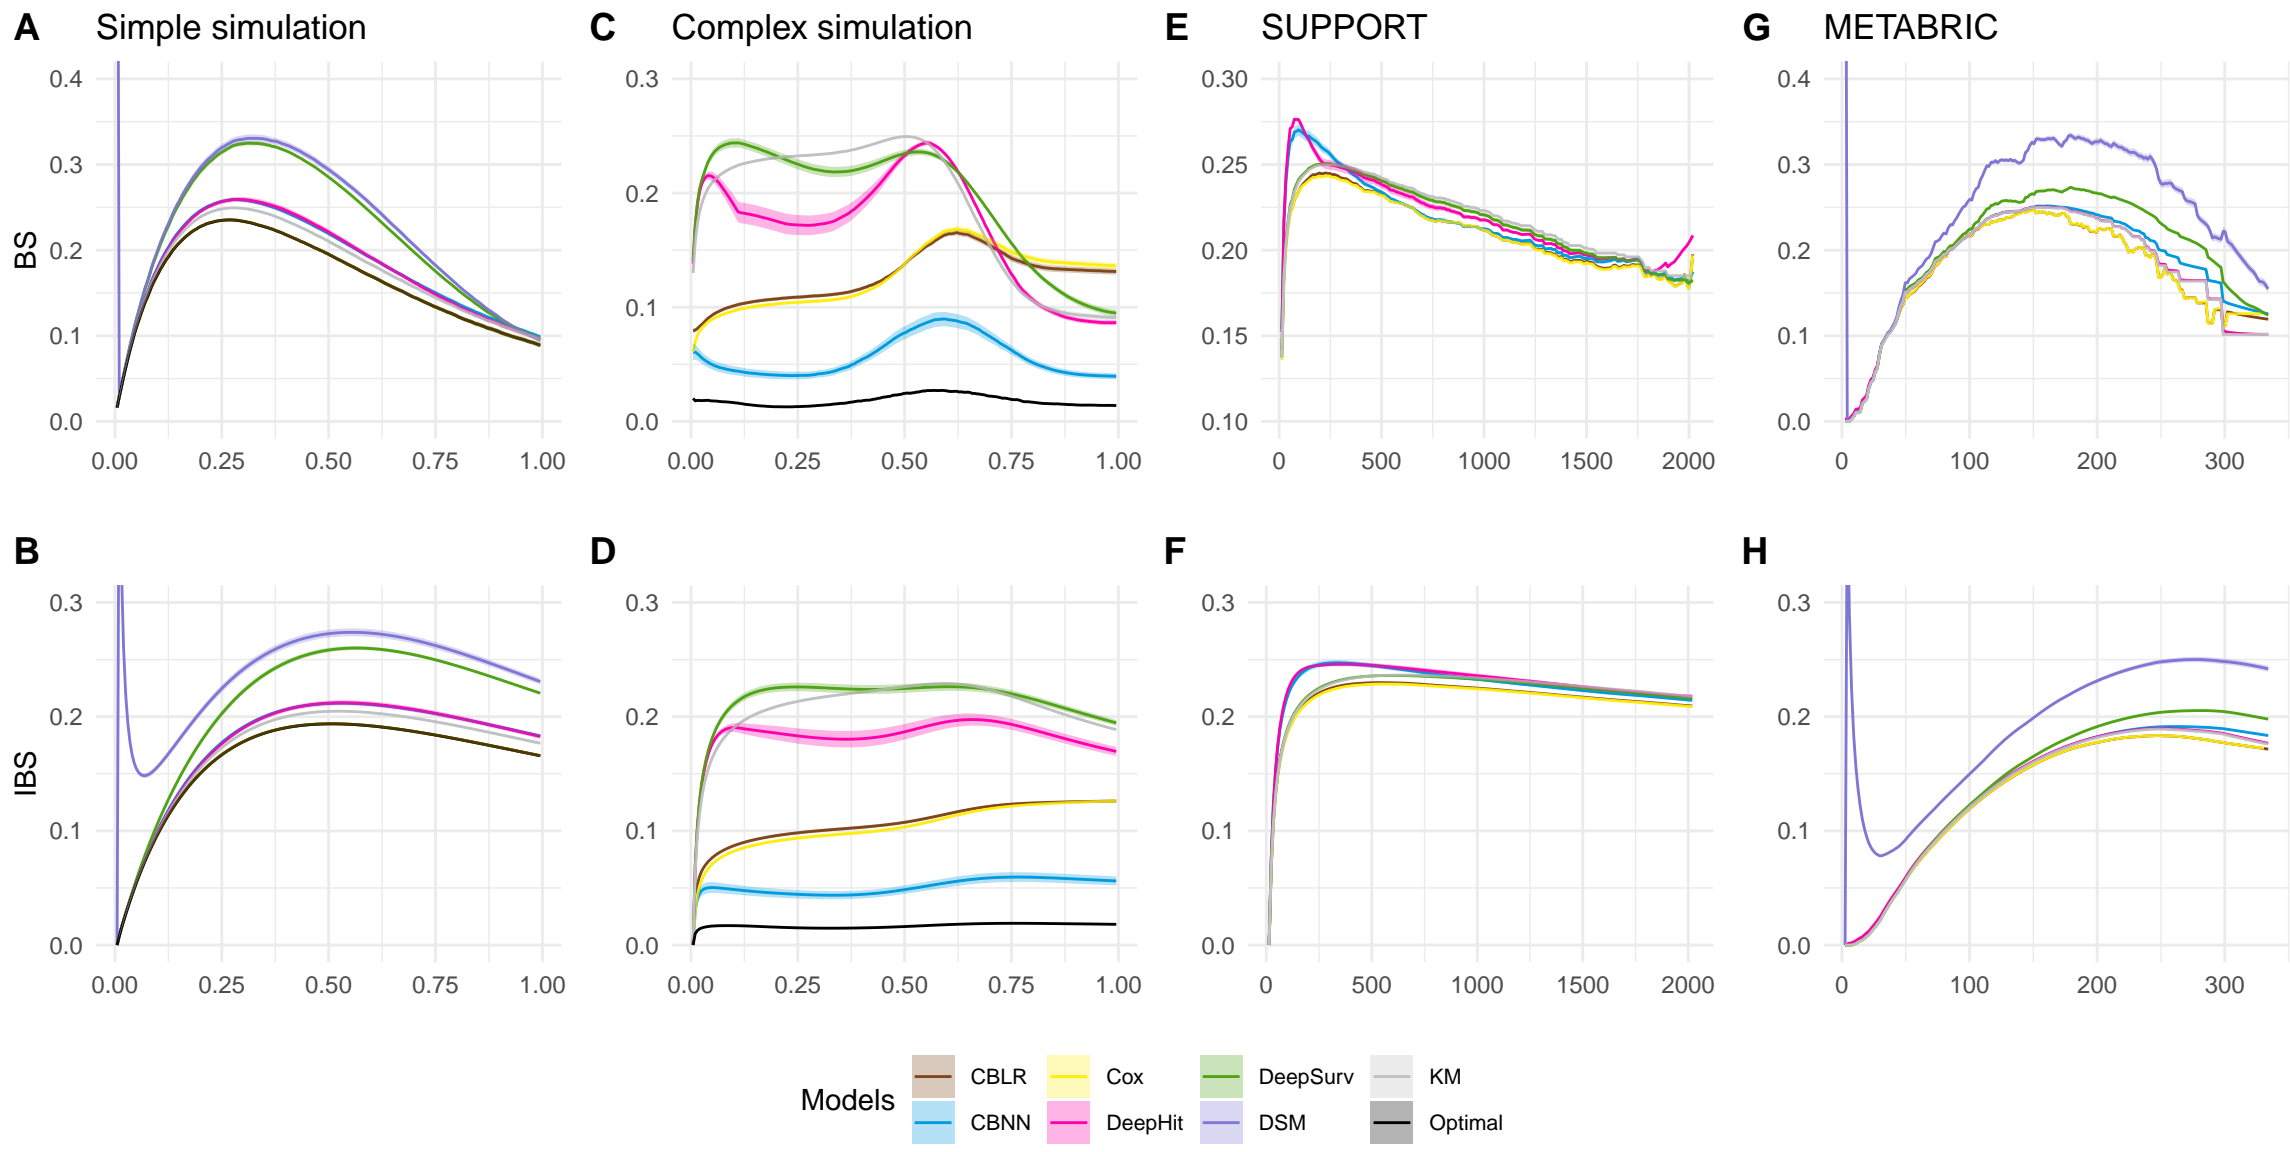 A Simple simulation C Complex simulation E SUPPORT G METABRIC
0.4 0.3 0.30 0.4
0.3 0.25 0.3
0.2
BS
0.2 0.20 0.2
0.1
0.1 0.15 0.1
0.0 0.0 0.10 0.0
0.00 0.25 0.50 0.75 1.00 0.00 0.25 0.50 0.75 1.00 0 500 1000 1500 2000 0 100 200 300
B D F H
0.3 0.3 0.3 0.3
0.2 0.2 0.2 0.2
IBS
0.1 0.1 0.1 0.1
0.0 0.0 0.0 0.0
0.00 0.25 0.50 0.75 1.00 0.00 0.25 0.50 0.75 1.00 0 500 1000 1500 2000 0 100 200 300
Models
CBLR Cox DeepSurv KM
CBNN DeepHit DSM Optimal